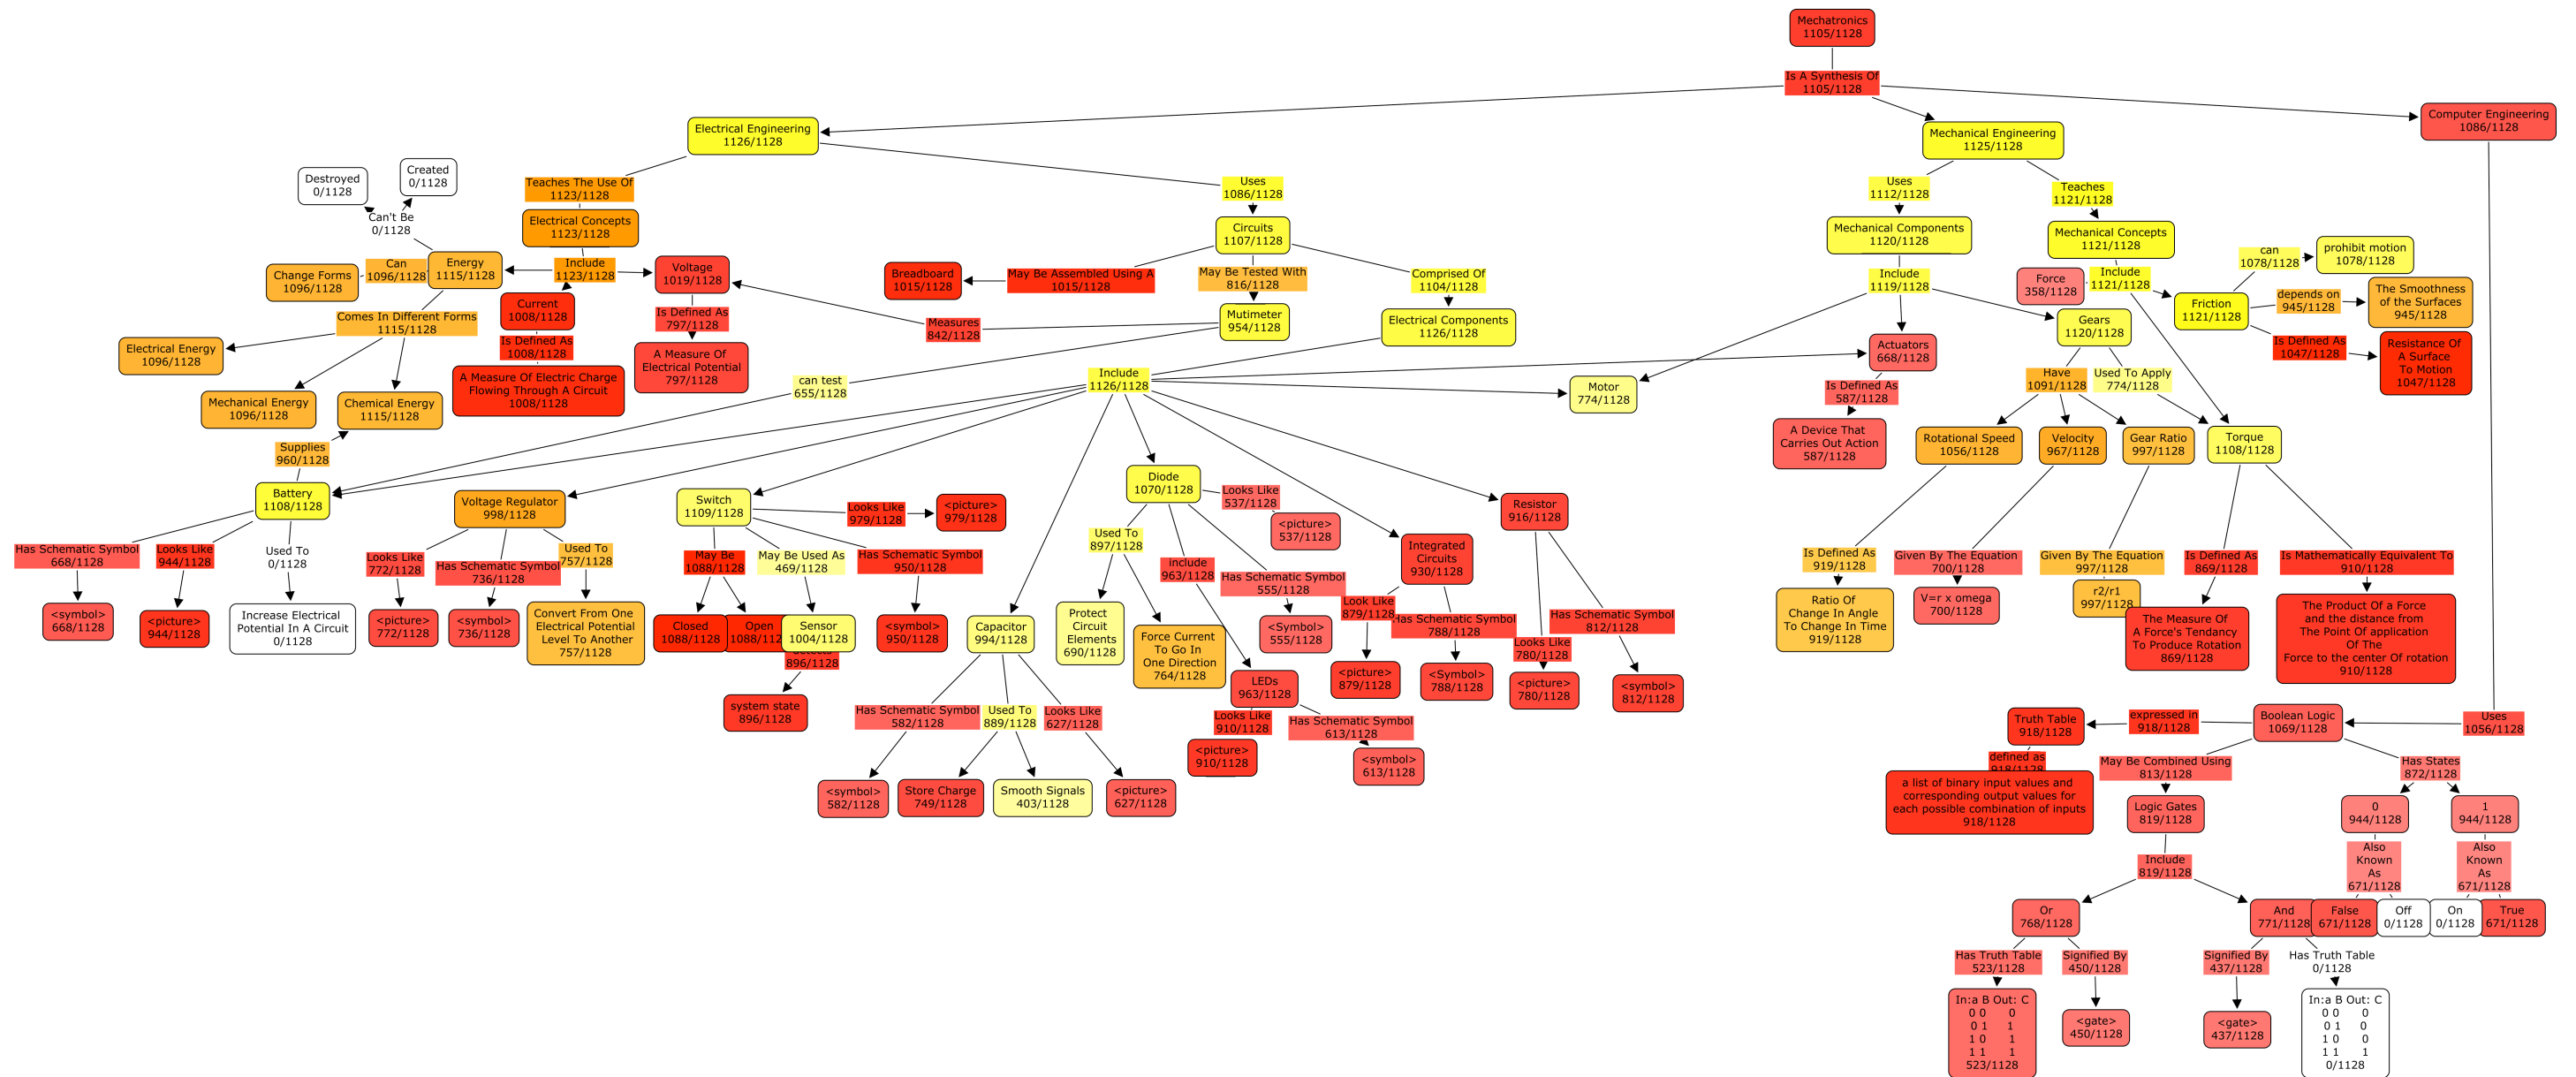 Mechatronics
1105/1128
Is A Synthesis Of
1105/1128
Electrical Engineering
1126/1128
Mechanical Engineering
1125/1128
Computer Engineering
1086/1128
Destroyed
0/1128
Created
0/1128
Can't Be
0/1128
Teaches The Use Of
1123/1128
Electrical Concepts
1123/1128
Include
1123/1128
Energy
1115/1128
Can
1096/1128
Change Forms
1096/1128
Comes In Different Forms
1115/1128
Electrical Energy
1096/1128
Mechanical Energy
1096/1128
Chemical Energy
1115/1128
Supplies
960/1128
Current
1008/1128
Is Defined As
1008/1128
A Measure Of Electric Charge
Flowing Through A Circuit
1008/1128
Voltage
1019/1128
Is Defined As
797/1128
A Measure Of
Electrical Potential
797/1128
Uses
1086/1128
Circuits
1107/1128
Breadboard
1015/1128
May Be Assembled Using A
1015/1128
May Be Tested With
816/1128
Comprised Of
1104/1128
Mutimeter
954/1128
Measures
842/1128
can test
655/1128
Electrical Components
1126/1128
Include
1126/1128
Uses
1112/1128
Mechanical Components
1120/1128
Include
1119/1128
Teaches
1121/1128
Mechanical Concepts
1121/1128
Force
358/1128
Include
1121/1128
can
1078/1128
prohibit motion
1078/1128
Friction
1121/1128
depends on
945/1128
The Smoothness
of the Surfaces
945/1128
Is Defined As
1047/1128
Resistance Of
A Surface
To Motion
1047/1128
Gears
1120/1128
Actuators
668/1128
Is Defined As
587/1128
A Device That
Carries Out Action
587/1128
Motor
774/1128
Have
1091/1128
Used To Apply
774/1128
Rotational Speed
1056/1128
Velocity
967/1128
Gear Ratio
997/1128
Torque
1108/1128
Battery
1108/1128
Has Schematic Symbol
668/1128
Looks Like
944/1128
Used To
0/1128
<symbol>
668/1128
<picture>
944/1128
Increase Electrical
Potential In A Circuit
0/1128
Voltage Regulator
998/1128
Looks Like
772/1128
Has Schematic Symbol
736/1128
Used To
757/1128
<picture>
772/1128
<symbol>
736/1128
Convert From One
Electrical Potential
Level To Another
757/1128
Switch
1109/1128
Looks Like
979/1128
<picture>
979/1128
May Be
1088/1128
May Be Used As
469/1128
Has Schematic Symbol
950/1128
Closed
1088/1128
Open
Sensor
1004/1128
<symbol>
950/1128
896/1128
system state
896/1128
Capacitor
994/1128
Has Schematic Symbol
582/1128
Used To
889/1128
Looks Like
627/1128
<symbol>
582/1128
Store Charge
749/1128
Smooth Signals
403/1128
<picture>
627/1128
Diode
1070/1128
Looks Like
537/1128
<picture>
537/1128
Used To
897/1128
include
963/1128
Has Schematic Symbol
555/1128
<Symbol>
555/1128
Protect
Circuit
Elements
690/1128
Force Current
To Go In
One Direction
764/1128
LEDs
963/1128
Looks Like
910/1128
Has Schematic Symbol
613/1128
<picture>
910/1128
<symbol>
613/1128
Integrated
Circuits
930/1128
Look Like
879/1128
Has Schematic Symbol
788/1128
<picture>
879/1128
<Symbol>
788/1128
Resistor
916/1128
Has Schematic Symbol
812/1128
Looks Like
780/1128
<picture>
780/1128
<symbol>
812/1128
Is Defined As
919/1128
Ratio Of
Change In Angle
To Change In Time
919/1128
Given By The Equation
700/1128
V=r x omega
700/1128
Given By The Equation
997/1128
r2/r1
997/1128
Is Defined As
869/1128
The Measure Of
A Force's Tendancy
To Produce Rotation
869/1128
Is Mathematically Equivalent To
910/1128
The Product Of a Force
and the distance from
The Point Of application
Of The
Force to the center Of rotation
910/1128
Truth Table
918/1128
expressed in
918/1128
Boolean Logic
1069/1128
Uses
1056/1128
defined as
918/1128
a list of binary input values and
corresponding output values for
each possible combination of inputs
918/1128
May Be Combined Using
813/1128
Has States
872/1128
Logic Gates
819/1128
0
944/1128
1
944/1128
Include
819/1128
Also
Known
As
671/1128
Also
Known
As
671/1128
Or
768/1128
And
771/1128
False
671/1128
Off
0/1128
On
0/1128
True
671/1128
Has Truth Table
523/1128
Signified By
450/1128
Signified By
437/1128
Has Truth Table
0/1128
In:a B Out: C
0 0 0
0 1 1
1 0 1
1 1 1
523/1128
<gate>
450/1128
<gate>
437/1128
In:a B Out: C
0 0 0
0 1 0
1 0 0
1 1 1
0/1128